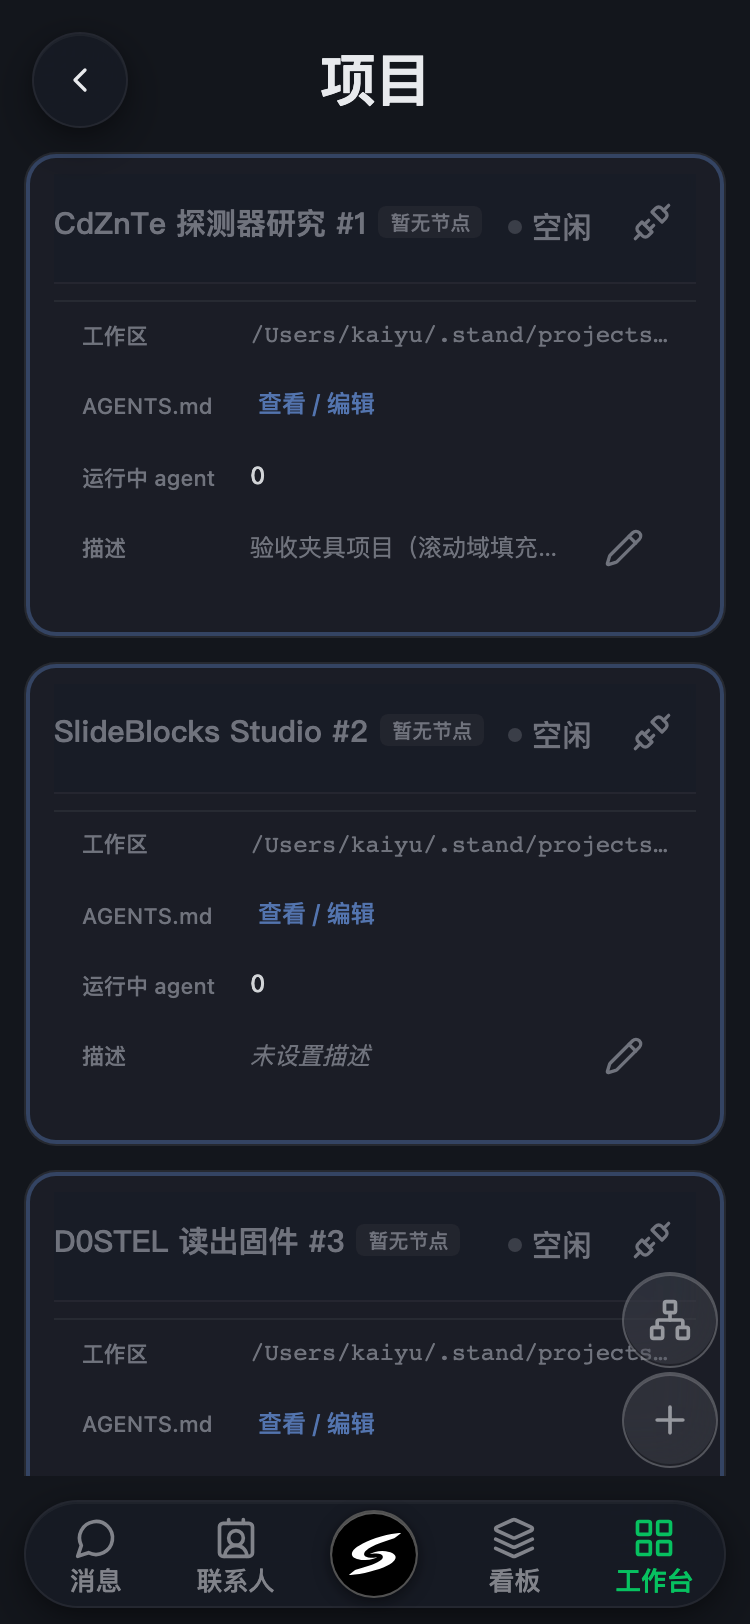 项目
CdZnTe 探测器研究 #1 暂无节点 空闲
工作区 /Users/kaiyu/.stand/projects…
AGENTS.md 查看 / 编辑
运行中 agent 0
描述 验收夹具项目（滚动域填充...
SlideBlocks Studio #2 暂无节点 空闲
工作区 /Users/kaiyu/.stand/projects…
AGENTS.md 查看 / 编辑
运行中 agent 0
描述 未设置描述
D0STEL 读出固件 #3 暂无节点 空闲
工作区 /Users/kaiyu/.stand/projects…
AGENTS.md 查看 / 编辑
消息 联系人 看板 工作台